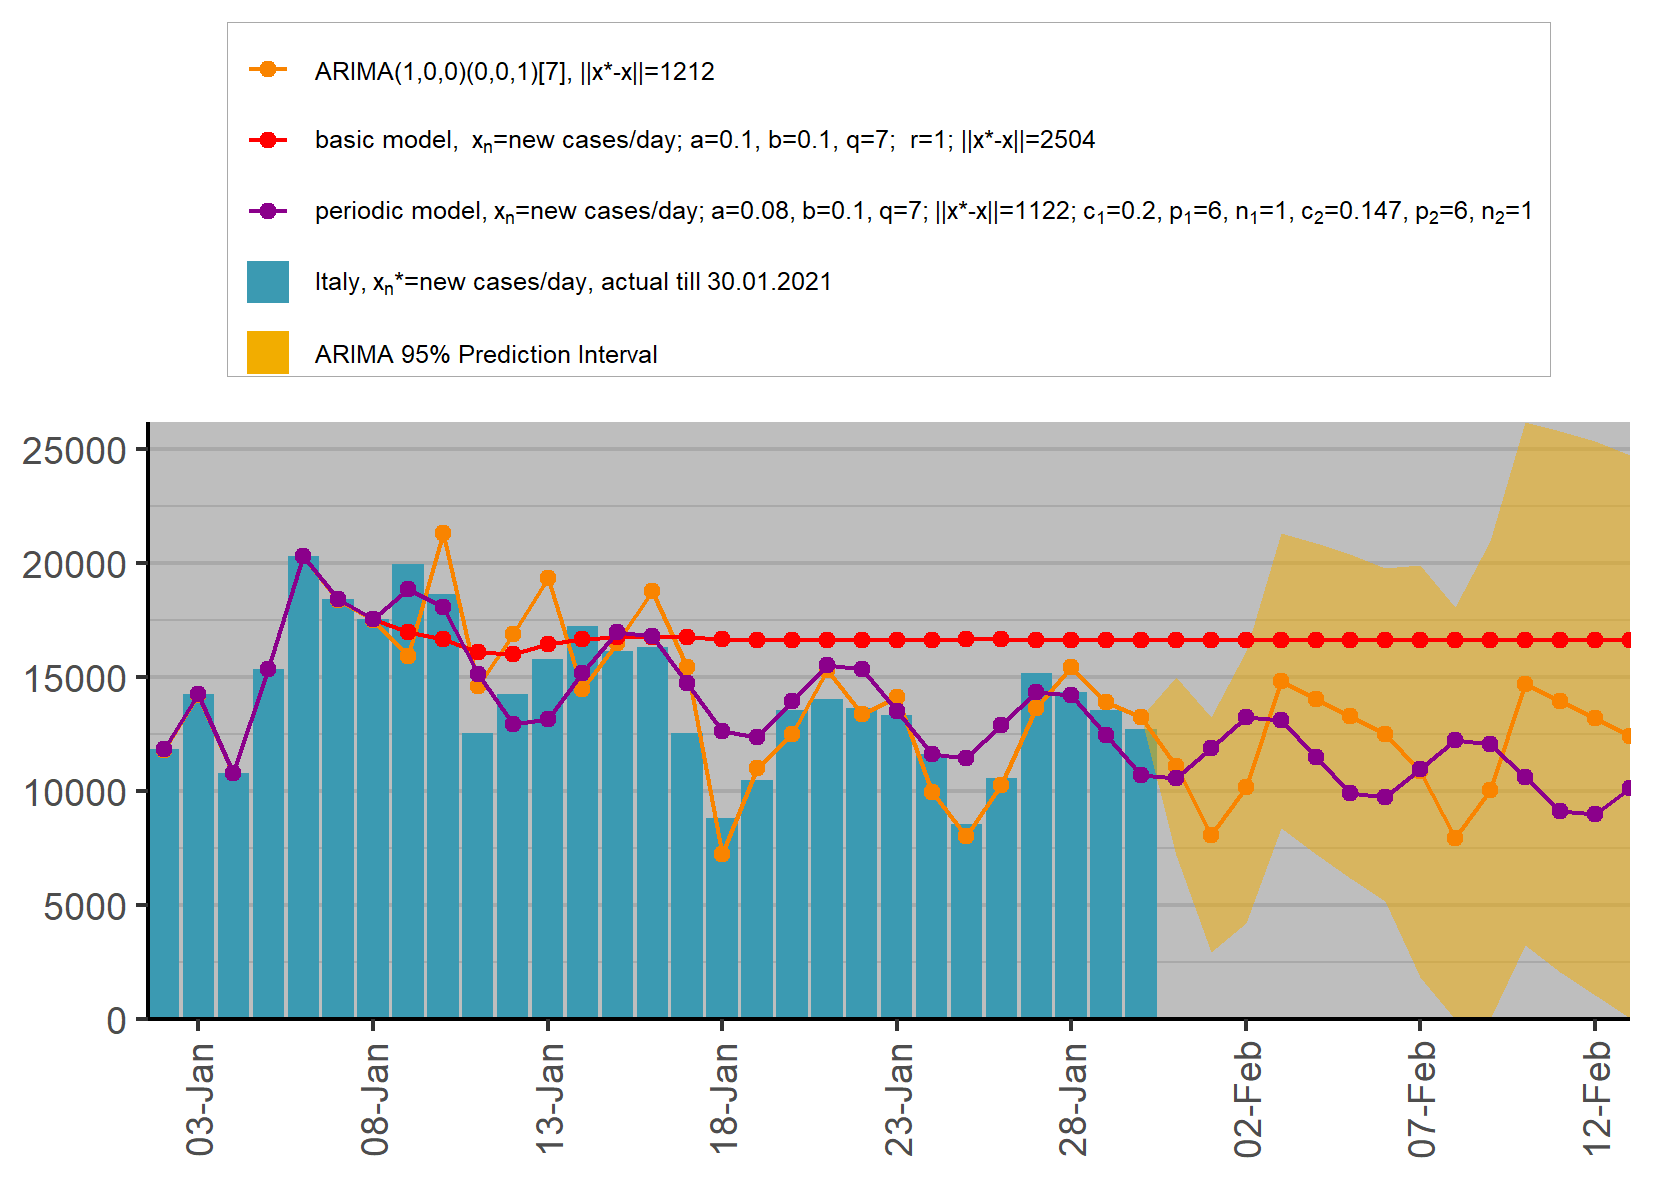 ARIMA(1,0,0)(0,0,1)[7], ||x*-x||=1212
basic model,  xn=new cases/day; a=0.1, b=0.1, q=7;  r=1; ||x*-x||=2504
periodic model, xn=new cases/day; a=0.08, b=0.1, q=7; ||x*-x||=1122; c1=0.2, p1=6, n1=1, c2=0.147, p2=6, n2=1
Italy, xn*=new cases/day, actual till 30.01.2021
ARIMA 95% Prediction Interval
25000
20000
15000
10000
5000
0
03-Jan
08-Jan
13-Jan
18-Jan
23-Jan
28-Jan
02-Feb
07-Feb
12-Feb